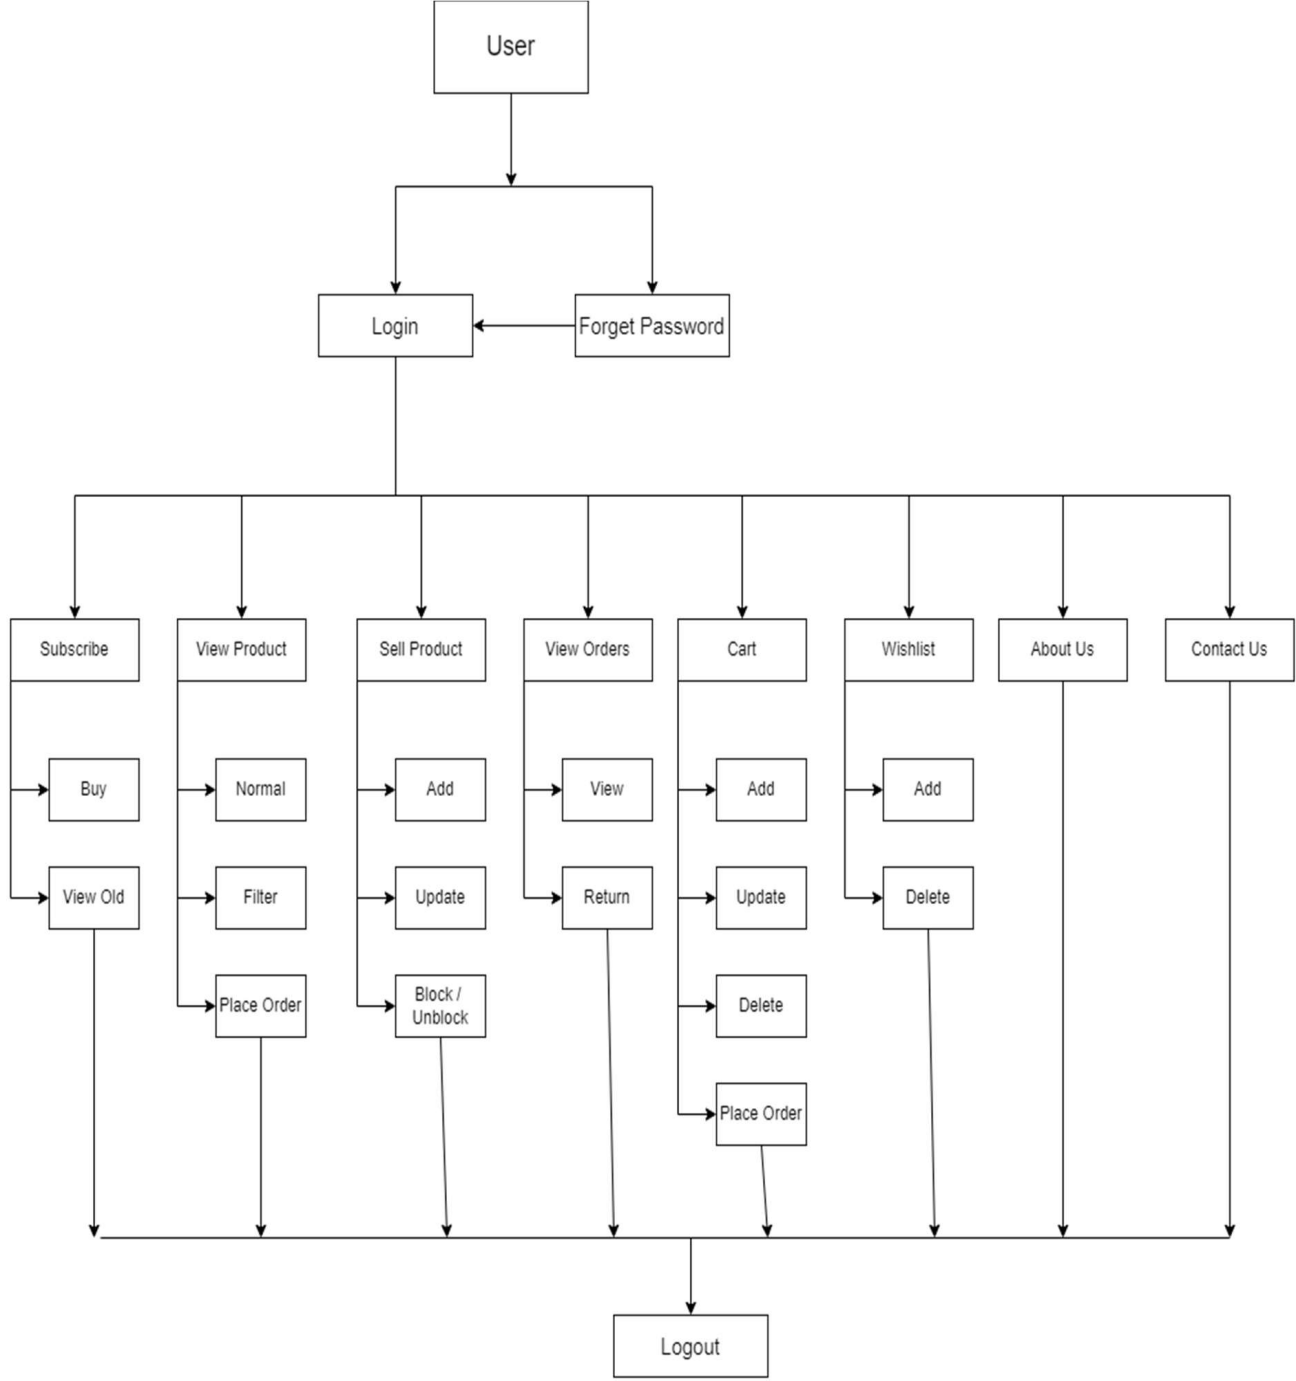 User
Login
Forget Password
Subscribe
View Product
Sell Product
View Orders
Cart
Wishlist
About Us
Contact Us
Buy
Normal
Add
View
Add
Add
View Old
Filter
Update
Return
Update
Delete
Place Order
Block /
Unblock
Delete
Place Order
Logout